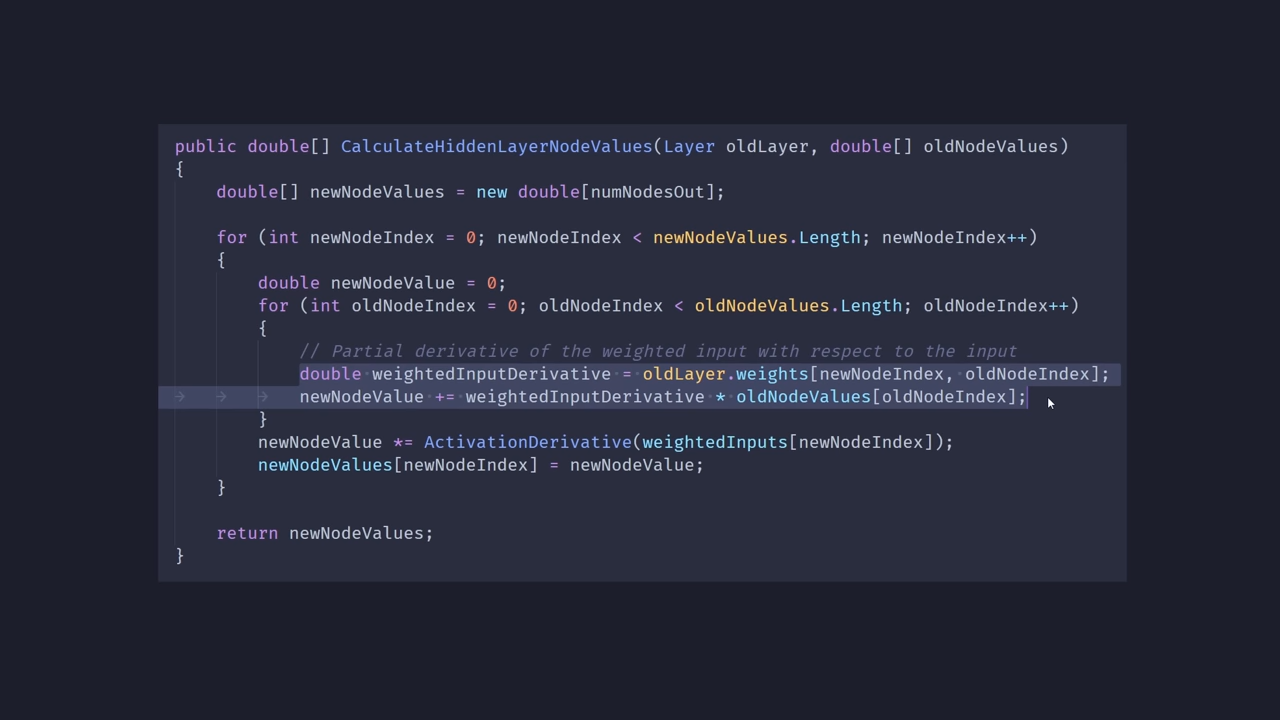 public double[] CalculateHiddenLayerNodeValues(Layer oldLayer, double[] oldNodeValues)
{
    double[] newNodeValues = new double[numNodesOut];

    for (int newNodeIndex = 0; newNodeIndex < newNodeValues.Length; newNodeIndex++)
    {
        double newNodeValue = 0;
        for (int oldNodeIndex = 0; oldNodeIndex < oldNodeValues.Length; oldNodeIndex++)
        {
            // Partial derivative of the weighted input with respect to the input
            double weightedInputDerivative = oldLayer.weights[newNodeIndex, oldNodeIndex];
            newNodeValue += weightedInputDerivative * oldNodeValues[oldNodeIndex];
        }
        newNodeValue *= ActivationDerivative(weightedInputs[newNodeIndex]);
        newNodeValues[newNodeIndex] = newNodeValue;
    }

    return newNodeValues;
}